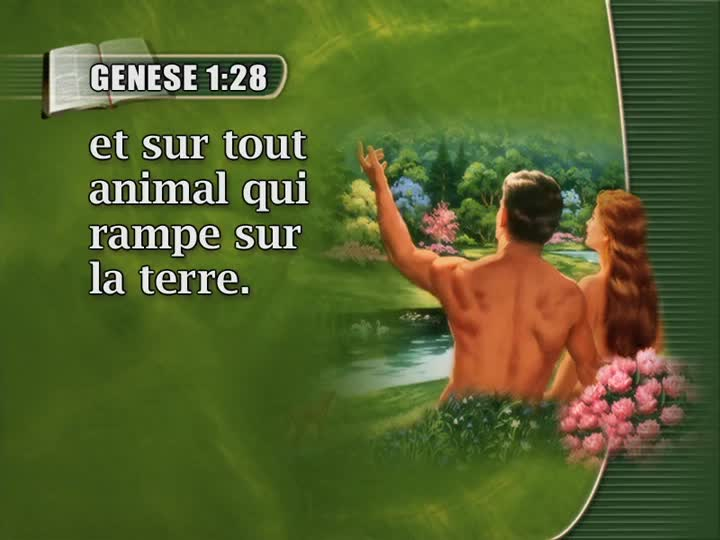 GENESE 1:28
et sur tout
animal qui
rampe sur
la terre.